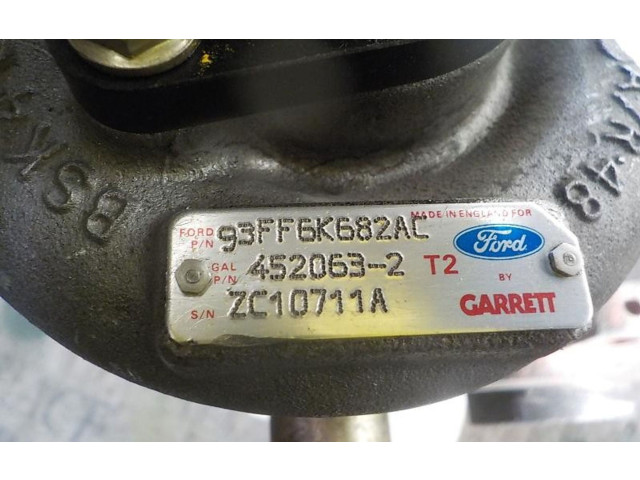 MADE IN ENGLAND FOR
FORD P/N 93FF6K682AC Ford
GAL P/N 452063-2 T2 BY
S/N ZC10711A GARRETT